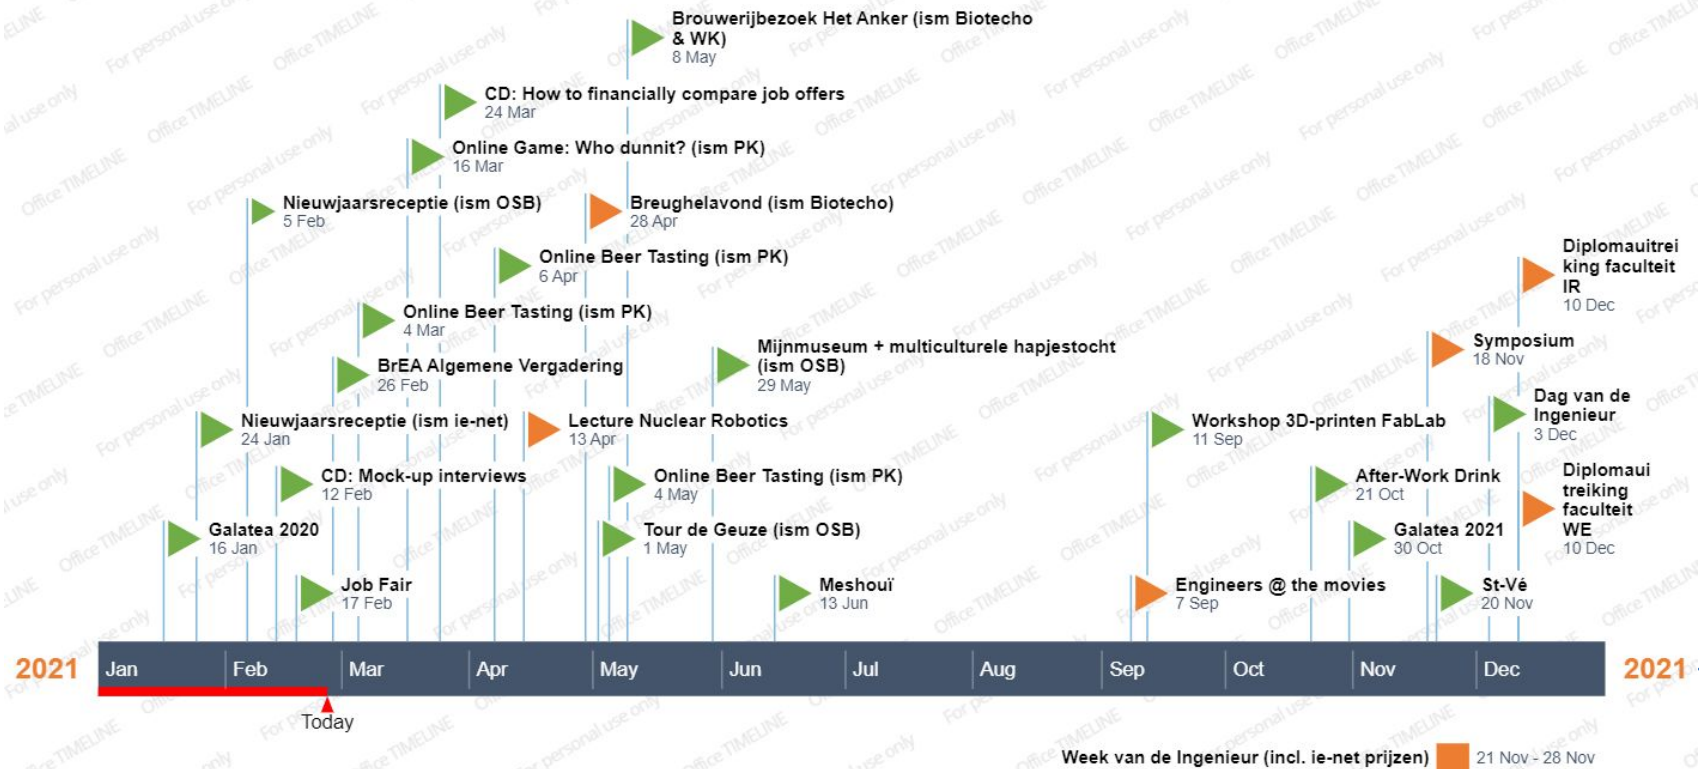 Brouwerijbezoek Het Anker (ism Biotecho
& WK)
8 May
CD: How to financially compare job offers
24 Mar
Online Game: Who dunnit? (ism PK)
16 Mar
Nieuwjaarsreceptie (ism OSB)
5 Feb
Breughelavond (ism Biotecho)
28 Apr
Online Beer Tasting (ism PK)
6 Apr
Diplomauitrei
king faculteit
IR
10 Dec
Online Beer Tasting (ism PK)
4 Mar
Symposium
18 Nov
Mijnmuseum + multiculturele hapjestocht
(ism OSB)
29 May
BrEA Algemene Vergadering
26 Feb
Dag van de
Ingenieur
3 Dec
Nieuwjaarsreceptie (ism ie-net)
24 Jan
Lecture Nuclear Robotics
13 Apr
Workshop 3D-printen FabLab
11 Sep
CD: Mock-up interviews
12 Feb
Online Beer Tasting (ism PK)
4 May
After-Work Drink
21 Oct
Diplomaui
treiking
faculteit
WE
10 Dec
Galatea 2020
16 Jan
Tour de Geuze (ism OSB)
1 May
Galatea 2021
30 Oct
Job Fair
17 Feb
Meshouï
13 Jun
Engineers @ the movies
7 Sep
St-Vé
20 Nov
2021 Jan Feb Mar Apr May Jun Jul Aug Sep Oct Nov Dec 2021
Today
Week van de Ingenieur (incl. ie-net prijzen) 21 Nov - 28 Nov
Office TIMELINE
For personal use only